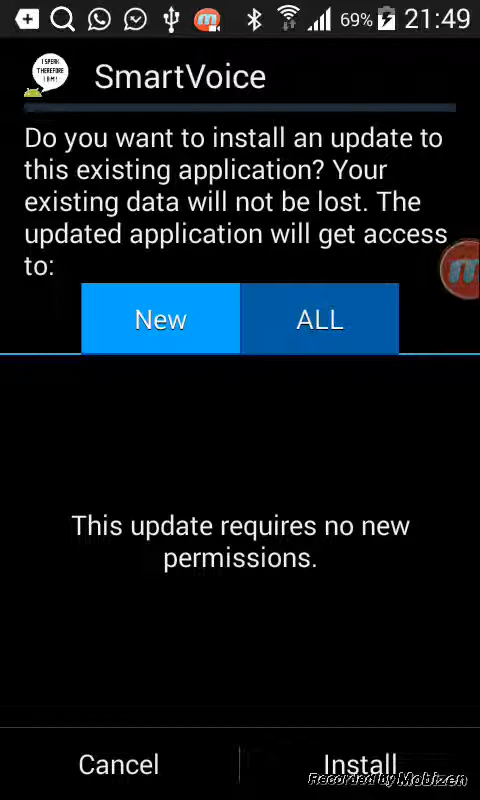 69% 21:49
I SPEAK
THEREFORE
I AM!
SmartVoice
Do you want to install an update to
this existing application? Your
existing data will not be lost. The
updated application will get access
to:
New ALL
This update requires no new
permissions.
Cancel Install
Recorded by Mobizen